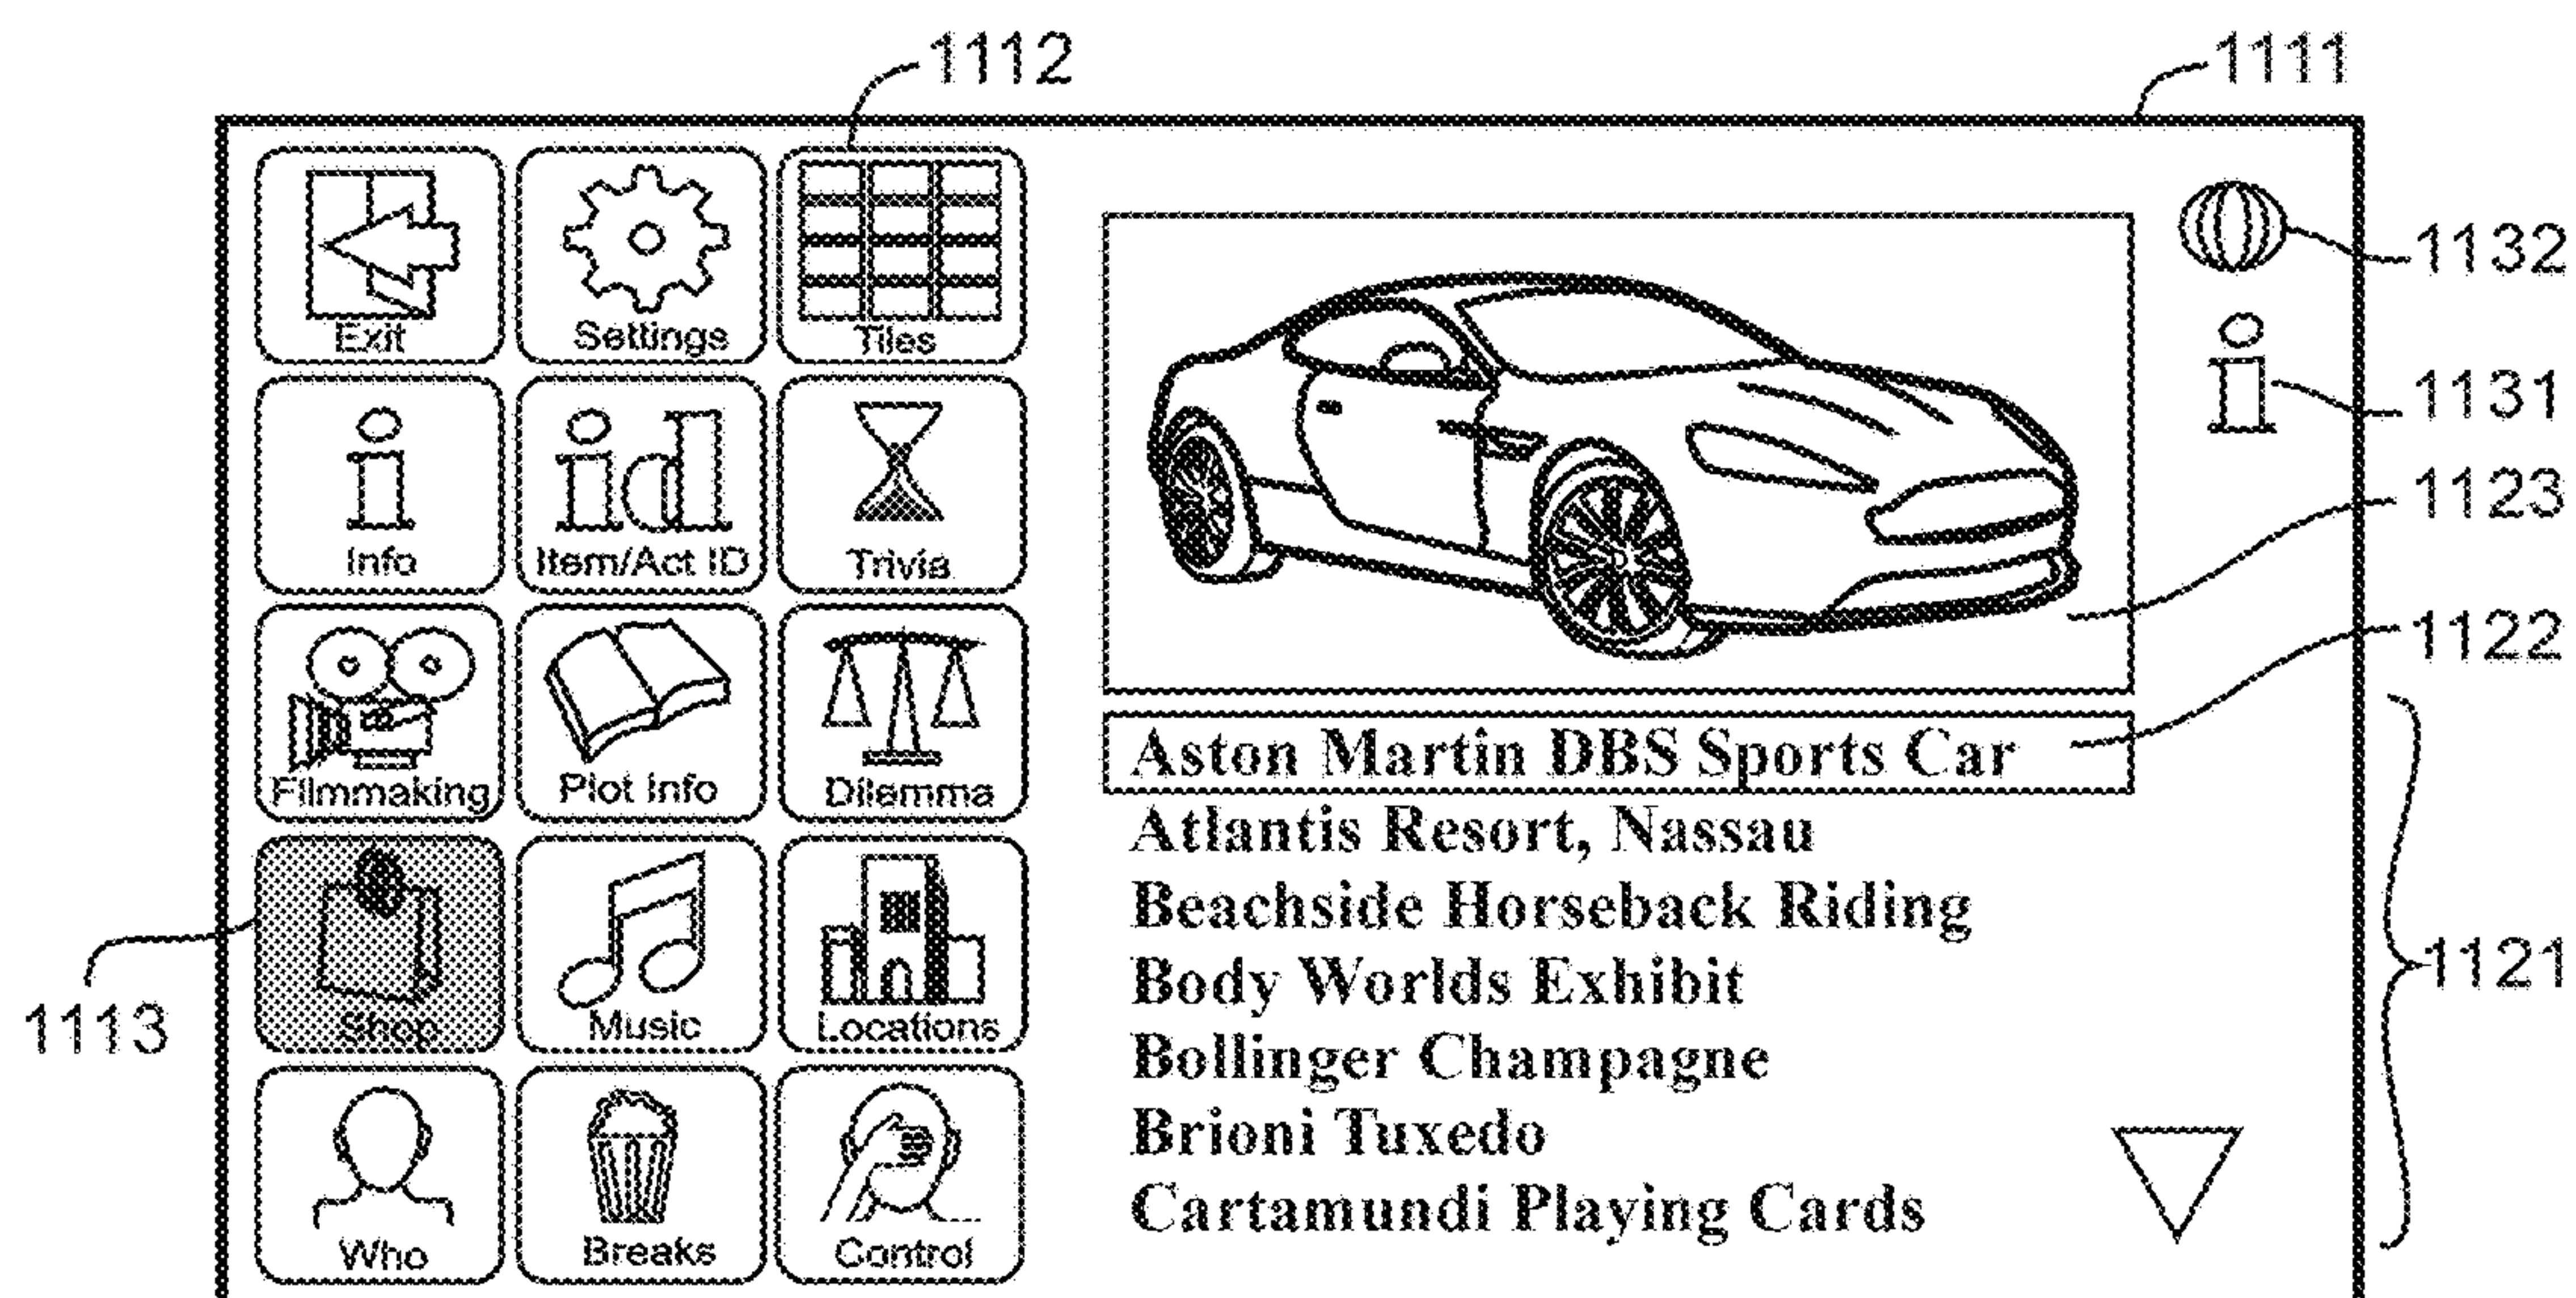 1112
1111
Exit
Settings
Tiles
1132
i
1131
i
id
1123
Info
Item/Act ID
Trivia
1122
Filmmaking
Plot Info
Dilemma
Aston Martin DBS Sports Car
Atlantis Resort, Nassau
Beachside Horseback Riding
Body Worlds Exhibit
1121
1113
Shop
Music
Locations
Bollinger Champagne
Brioni Tuxedo
Cartamundi Playing Cards
Who
Breaks
Control